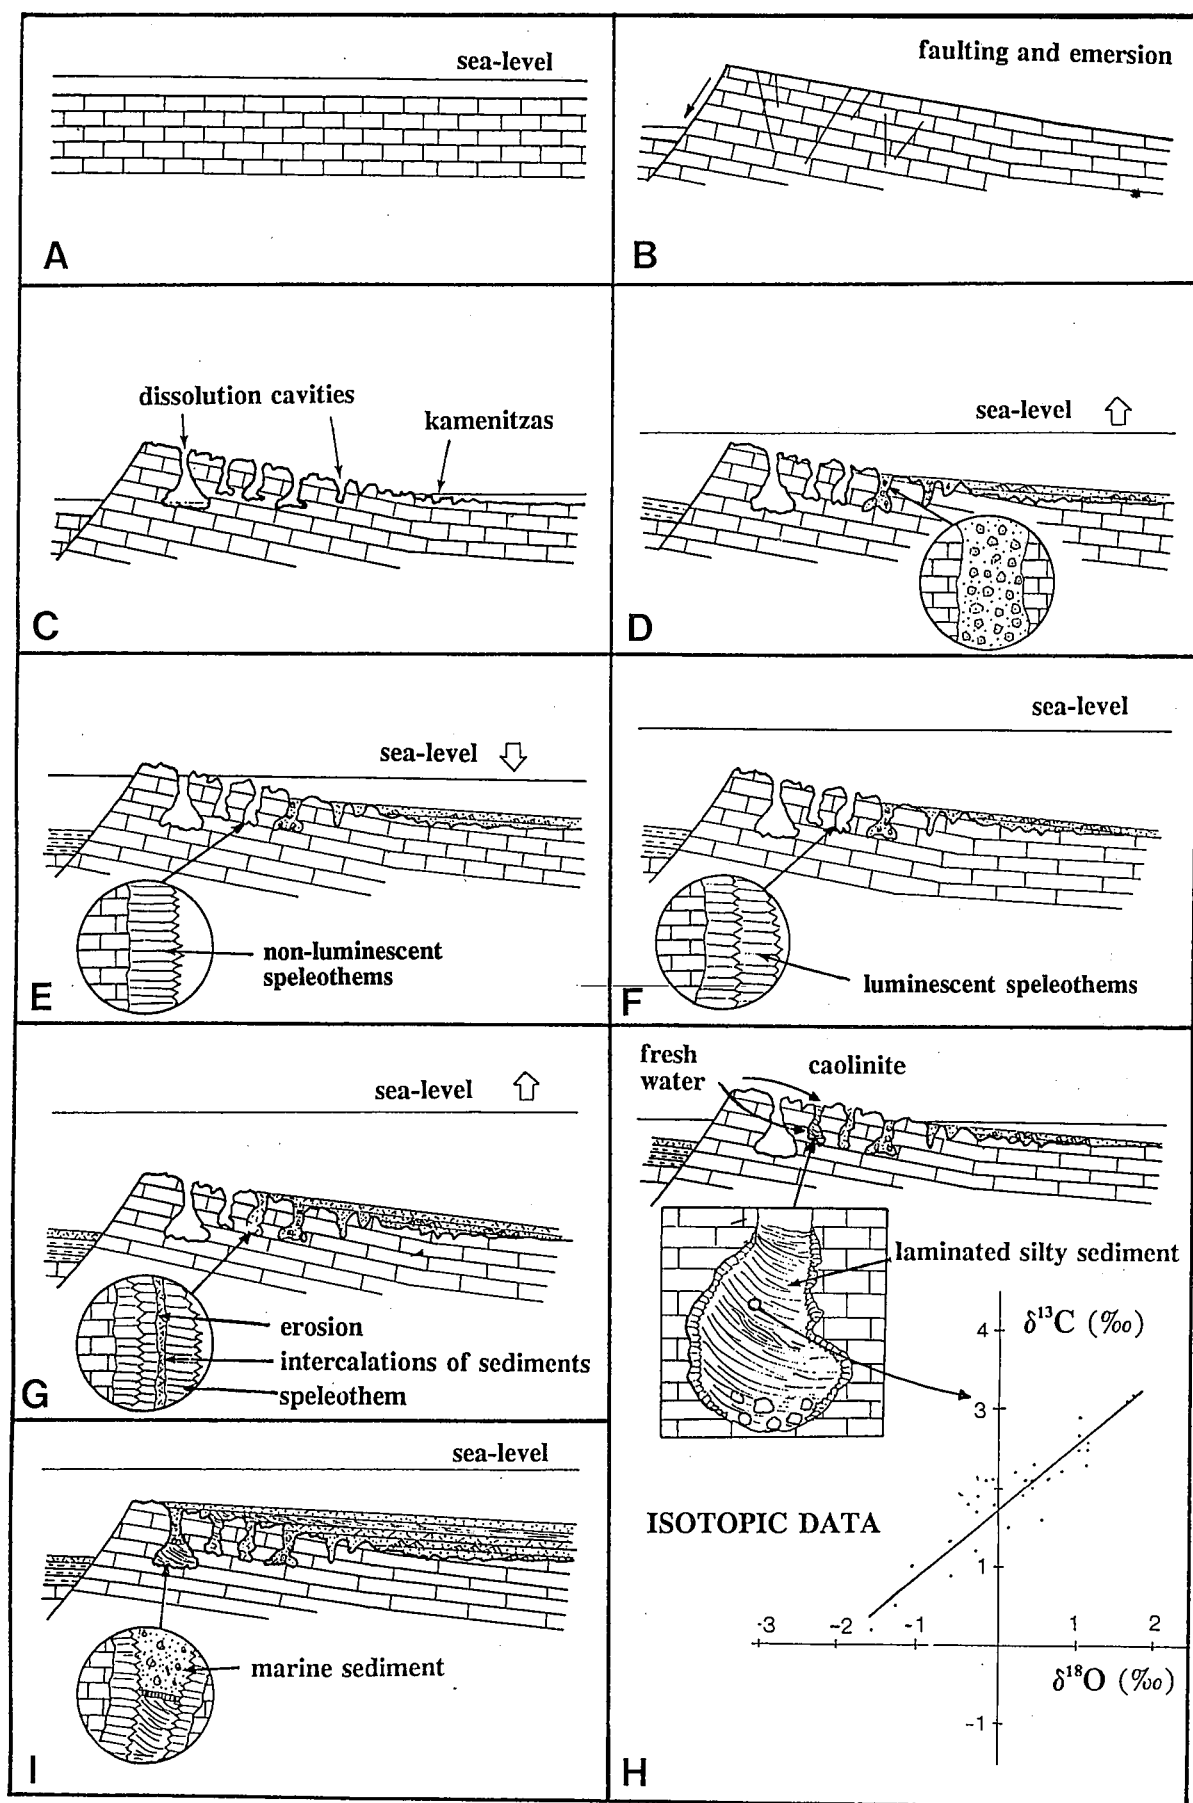 sea-level
A
faulting and emersion
B
dissolution cavities
kamenitzas
C
sea-level
D
sea-level
non-luminescent
speleothems
E
sea-level
luminescent speleothems
F
sea-level
erosion
intercalations of sediments
speleothem
G
fresh
water
caolinite
laminated silty sediment
δ¹³C (‰)
4
3
1
-1
ISOTOPIC DATA
-3
-2
-1
1
2
δ¹⁸O (‰)
H
sea-level
marine sediment
I